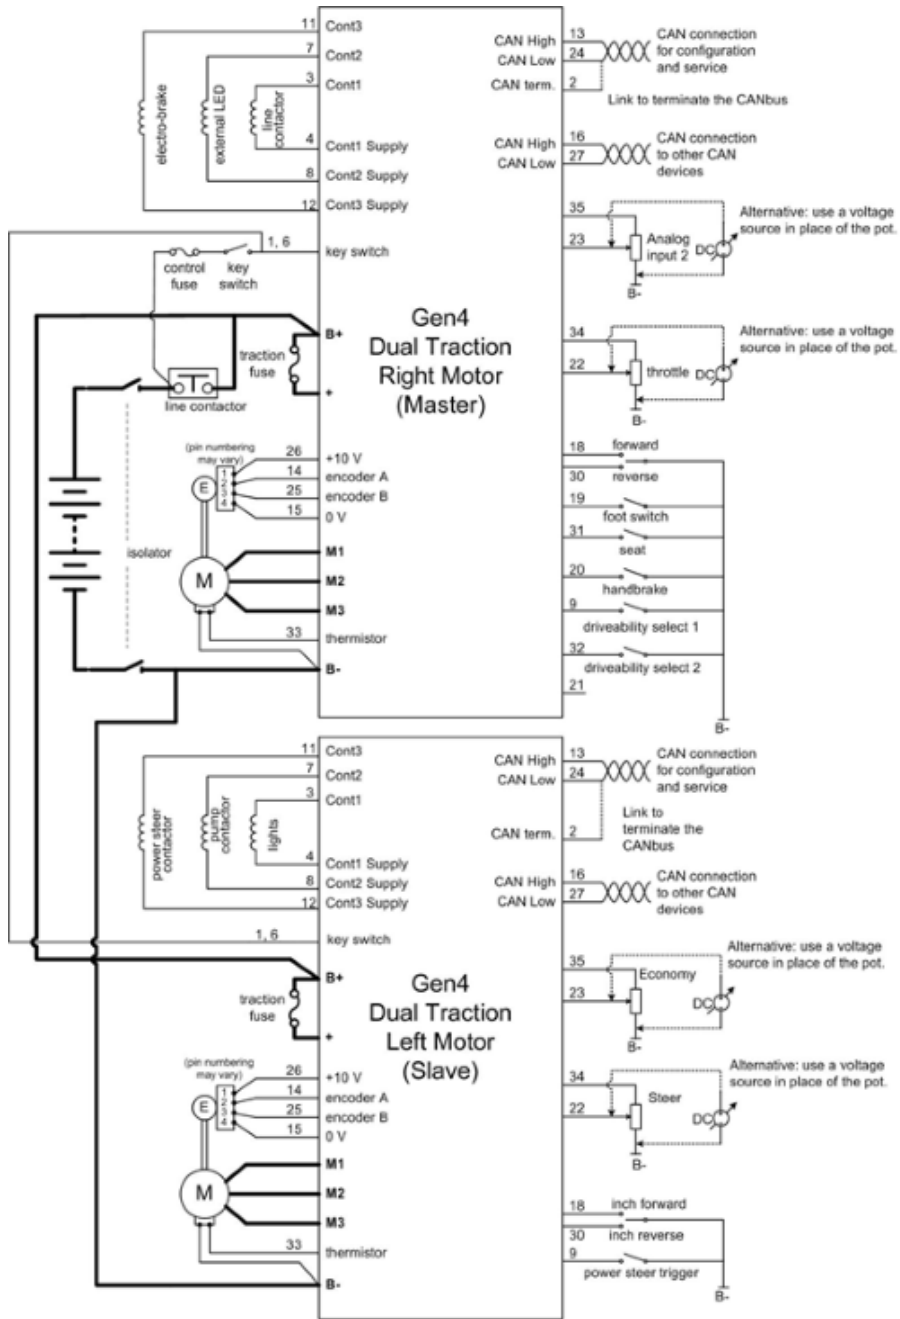 11
Cont3
7
Cont2
3
Cont1
electro-brake
external LED
line
contactor
4
Cont1 Supply
8
Cont2 Supply
12
Cont3 Supply
1, 6
key switch
control
fuse
key
switch
B+
traction
fuse
+
line contactor
(pin numbering
may vary)
26
+10 V
14
encoder A
25
encoder B
15
0 V
1
2
3
4
E
isolator
M
M1
M2
M3
33
thermistor
B-
Gen4
Dual Traction
Right Motor
(Master)
CAN High
13
CAN Low
24
CAN term.
2
CAN connection
for configuration
and service
Link to terminate the CANbus
CAN High
16
CAN Low
27
CAN connection
to other CAN
devices
35
23
Analog
input 2
DC
B-
Alternative: use a voltage
source in place of the pot.
34
22
throttle
DC
B-
Alternative: use a voltage
source in place of the pot.
18
forward
30
reverse
19
foot switch
31
seat
20
handbrake
9
driveability select 1
32
driveability select 2
21
B-
11
Cont3
7
Cont2
3
Cont1
power steer
contactor
pump
contactor
lights
4
Cont1 Supply
8
Cont2 Supply
12
Cont3 Supply
1, 6
key switch
B+
traction
fuse
+
(pin numbering
may vary)
26
+10 V
14
encoder A
25
encoder B
15
0 V
1
2
3
4
E
M
M1
M2
M3
33
thermistor
B-
Gen4
Dual Traction
Left Motor
(Slave)
CAN High
13
CAN Low
24
CAN term.
2
CAN connection
for configuration
and service
Link to
terminate the
CANbus
CAN High
16
CAN Low
27
CAN connection
to other CAN
devices
35
23
Economy
DC
B-
Alternative: use a voltage
source in place of the pot.
34
22
Steer
DC
B-
Alternative: use a voltage
source in place of the pot.
18
inch forward
30
inch reverse
9
power steer trigger
B-